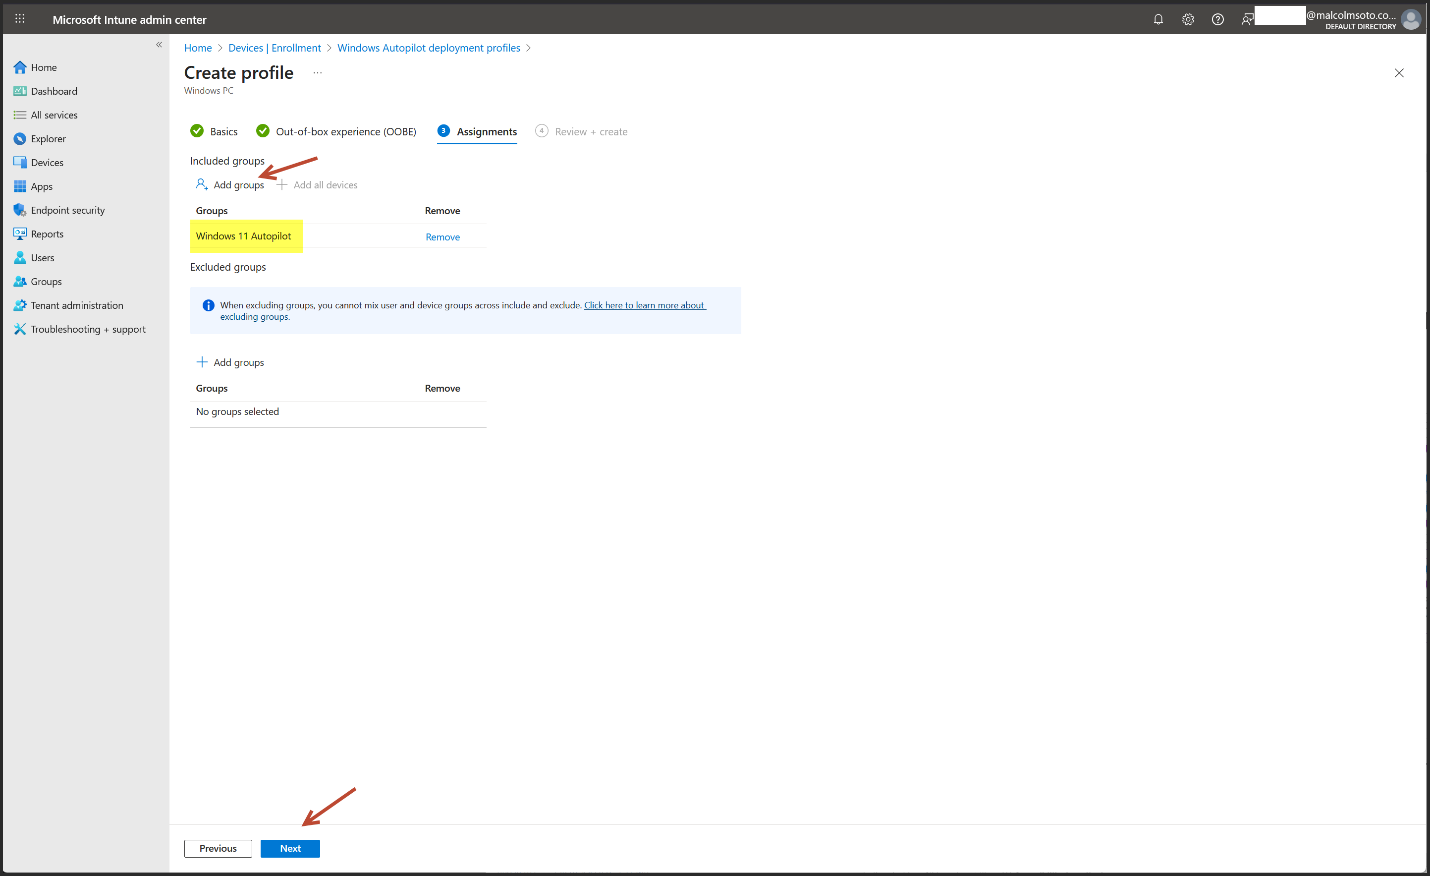 Microsoft Intune admin center
@malcolmsoto.co...
DEFAULT DIRECTORY
Home
Dashboard
All services
Explorer
Devices
Apps
Endpoint security
Reports
Users
Groups
Tenant administration
Troubleshooting + support
Home > Devices | Enrollment > Windows Autopilot deployment profiles >
Create profile ...
Windows PC
Basics Out-of-box experience (OOBE) 3 Assignments 4 Review + create
Included groups
Add groups + Add all devices
Groups Remove
Windows 11 Autopilot Remove
Excluded groups
When excluding groups, you cannot mix user and device groups across include and exclude. Click here to learn more about
excluding groups.
+ Add groups
Groups Remove
No groups selected
Previous Next